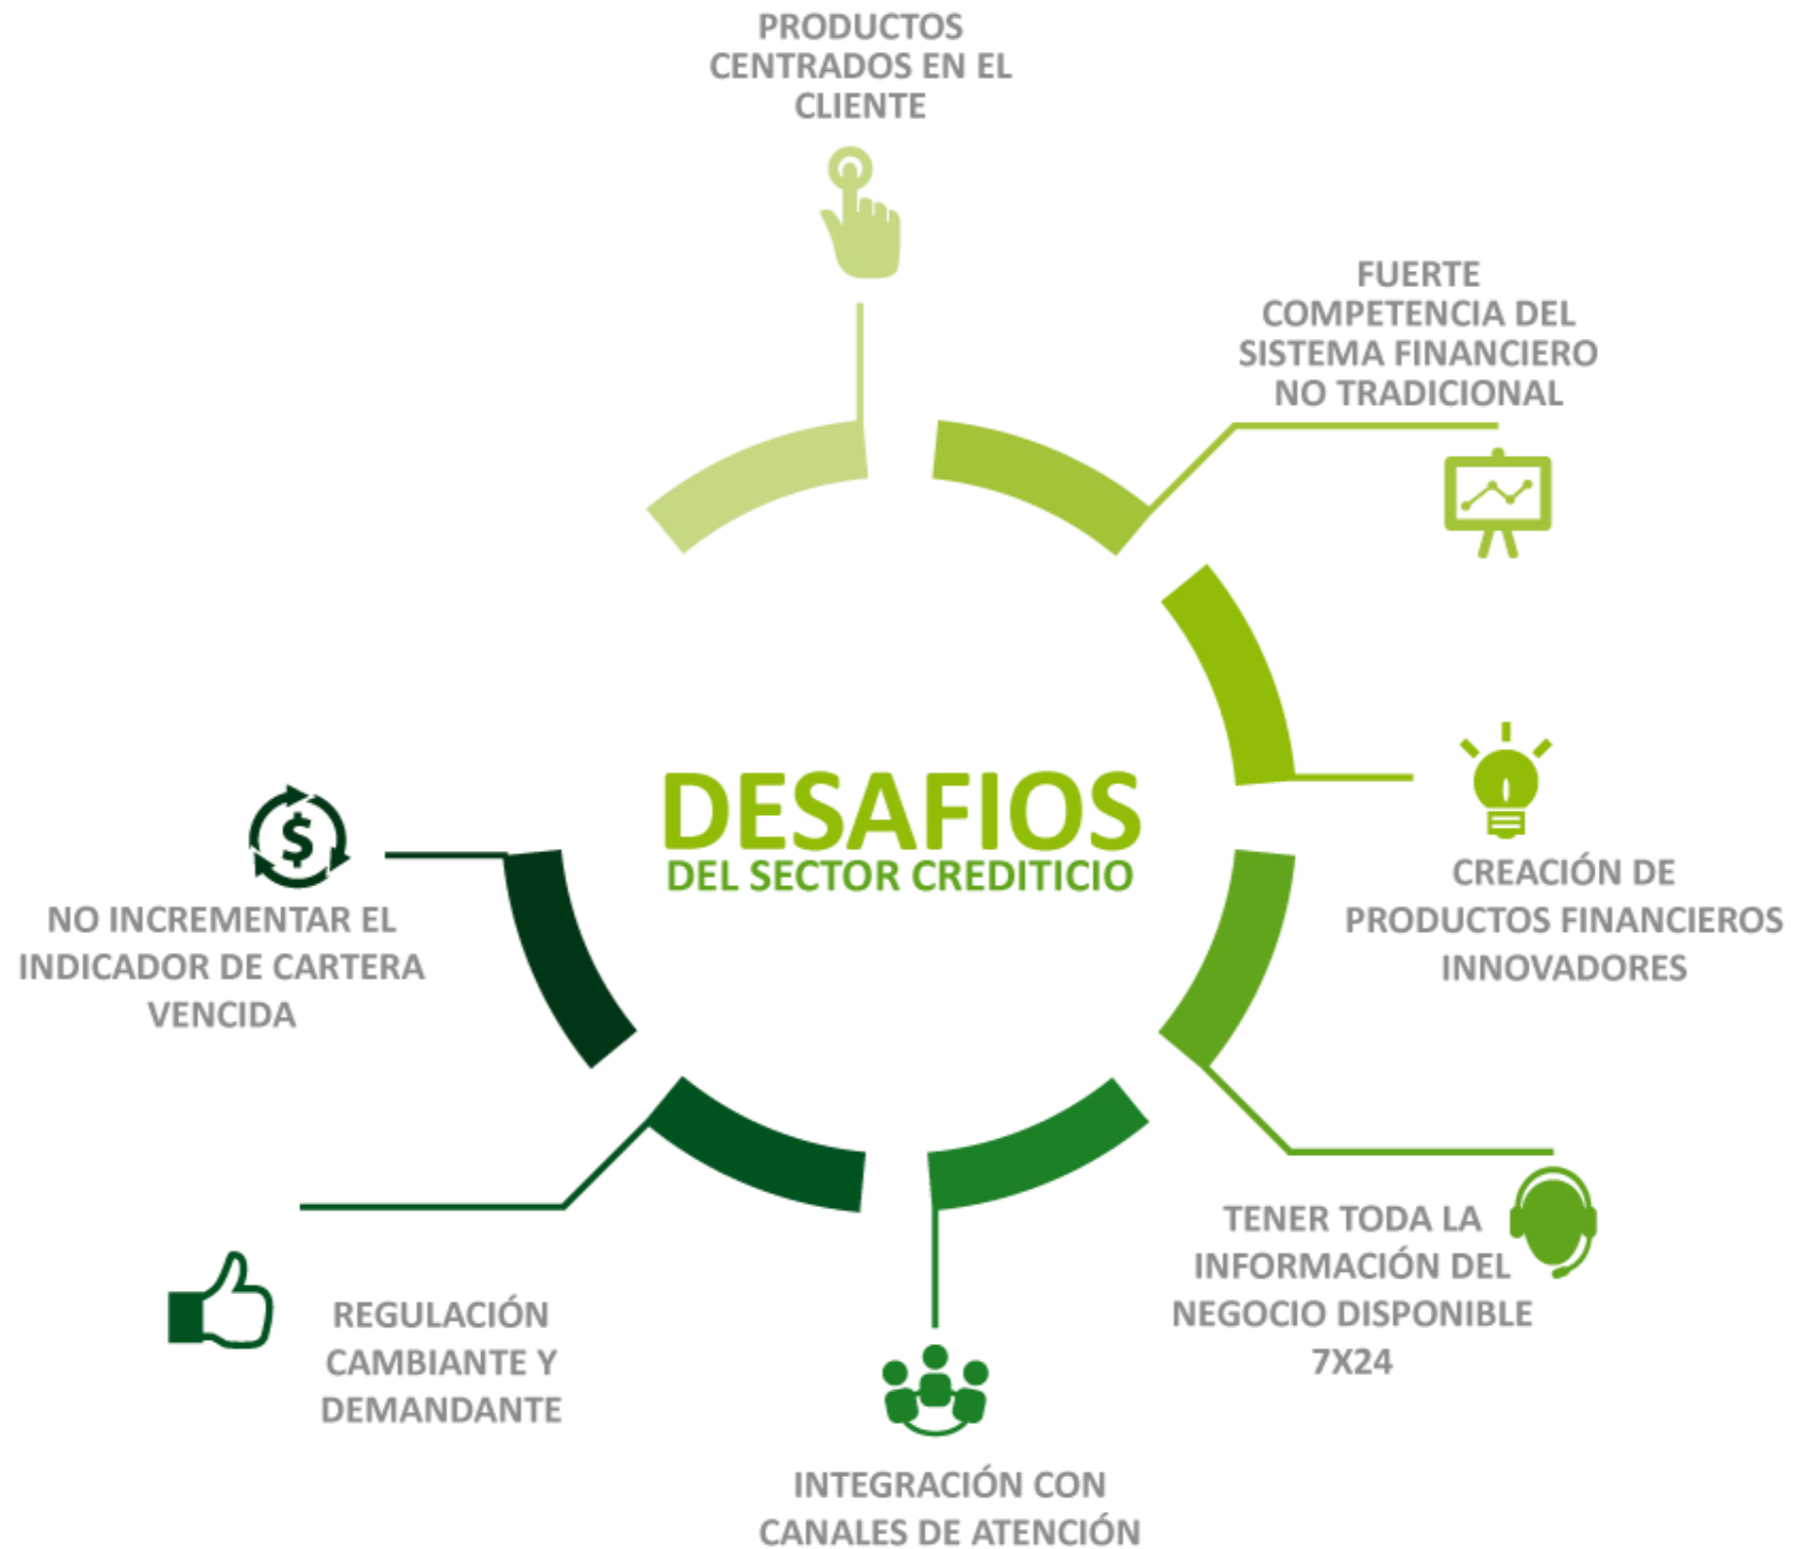 PRODUCTOS
CENTRADOS EN EL
CLIENTE
FUERTE
COMPETENCIA DEL
SISTEMA FINANCIERO
NO TRADICIONAL
CREACIÓN DE
PRODUCTOS FINANCIEROS
INNOVADORES
TENER TODA LA
INFORMACIÓN DEL
NEGOCIO DISPONIBLE
7X24
INTEGRACIÓN CON
CANALES DE ATENCIÓN
REGULACIÓN
CAMBIANTE Y
DEMANDANTE
$
NO INCREMENTAR EL
INDICADOR DE CARTERA
VENCIDA
DESAFIOS
DEL SECTOR CREDITICIO